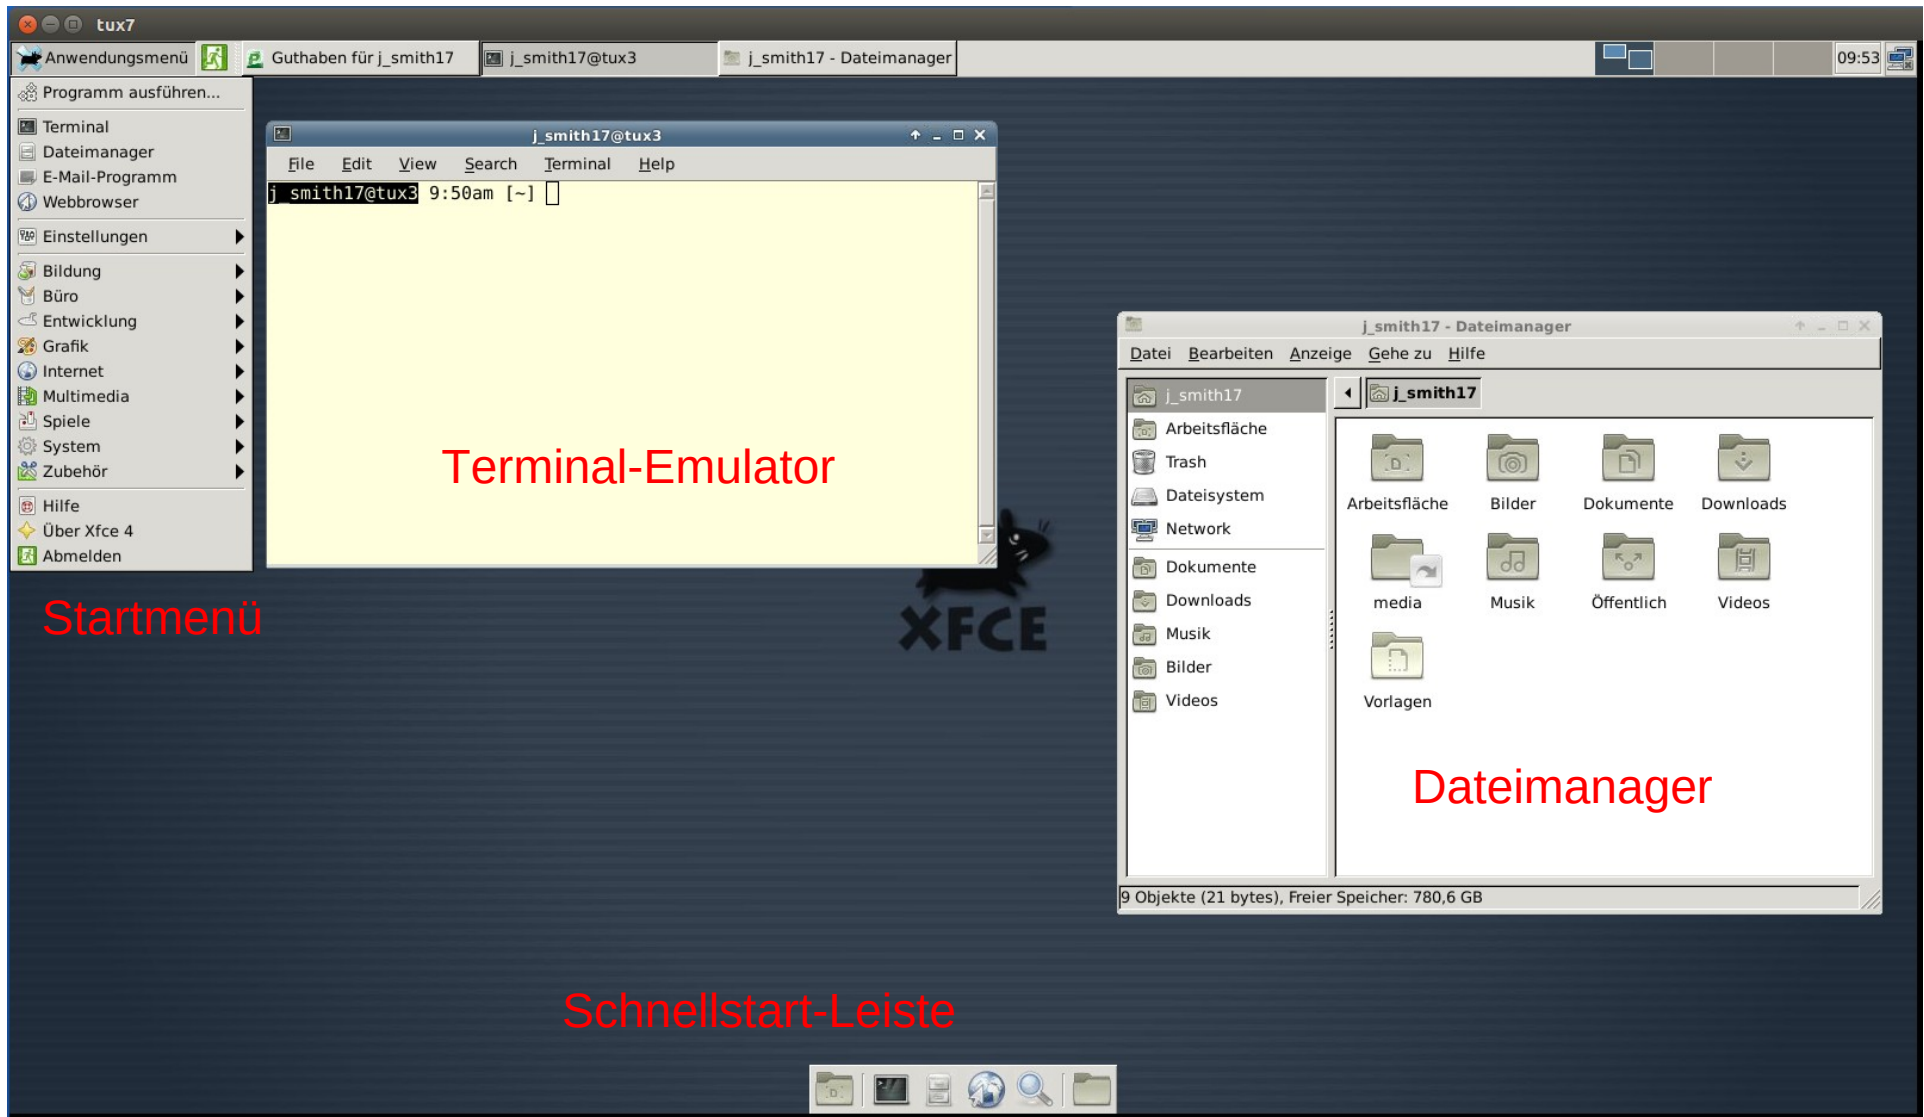 tux7
Anwendungsmenü
Guthaben für j_smith17
j_smith17@tux3
j_smith17 - Dateimanager
09:53
Programm ausführen...
Terminal
Dateimanager
E-Mail-Programm
Webbrowser
Einstellungen
Bildung
Büro
Entwicklung
Grafik
Internet
Multimedia
Spiele
System
Zubehör
Hilfe
Über Xfce 4
Abmelden
Startmenü
j_smith17@tux3
File Edit View Search Terminal Help
j_smith17@tux3 9:50am [~]
Terminal-Emulator
XFCE
j_smith17 - Dateimanager
Datei Bearbeiten Anzeige Gehe zu Hilfe
j_smith17
Arbeitsfläche
Trash
Dateisystem
Network
Dokumente
Downloads
Musik
Bilder
Videos
j_smith17
Arbeitsfläche Bilder Dokumente Downloads
media Musik Öffentlich Videos
Vorlagen
Dateimanager
9 Objekte (21 bytes), Freier Speicher: 780,6 GB
Schnellstart-Leiste